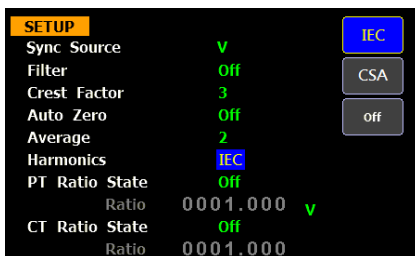 SETUP
Sync Source V
Filter Off
Crest Factor 3
Auto Zero Off
Average 2
Harmonics IEC
PT Ratio State Off
Ratio 0001.000 V
CT Ratio State Off
Ratio 0001.000
IEC
CSA
Off